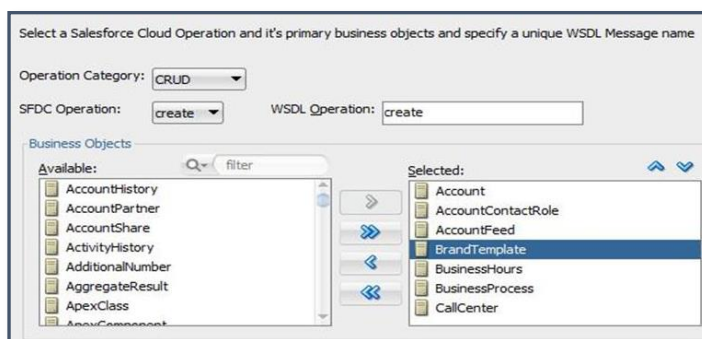 Select a Salesforce Cloud Operation and it's primary business objects and specify a unique WSDL Message name
Operation Category: CRUD
SFDC Operation: create WSDL Operation: create
Business Objects
Available: filter
AccountHistory
AccountPartner
AccountShare
ActivityHistory
AdditionalNumber
AggregateResult
ApexClass
ApexComponent
Selected:
Account
AccountContactRole
AccountFeed
BrandTemplate
BusinessHours
BusinessProcess
CallCenter